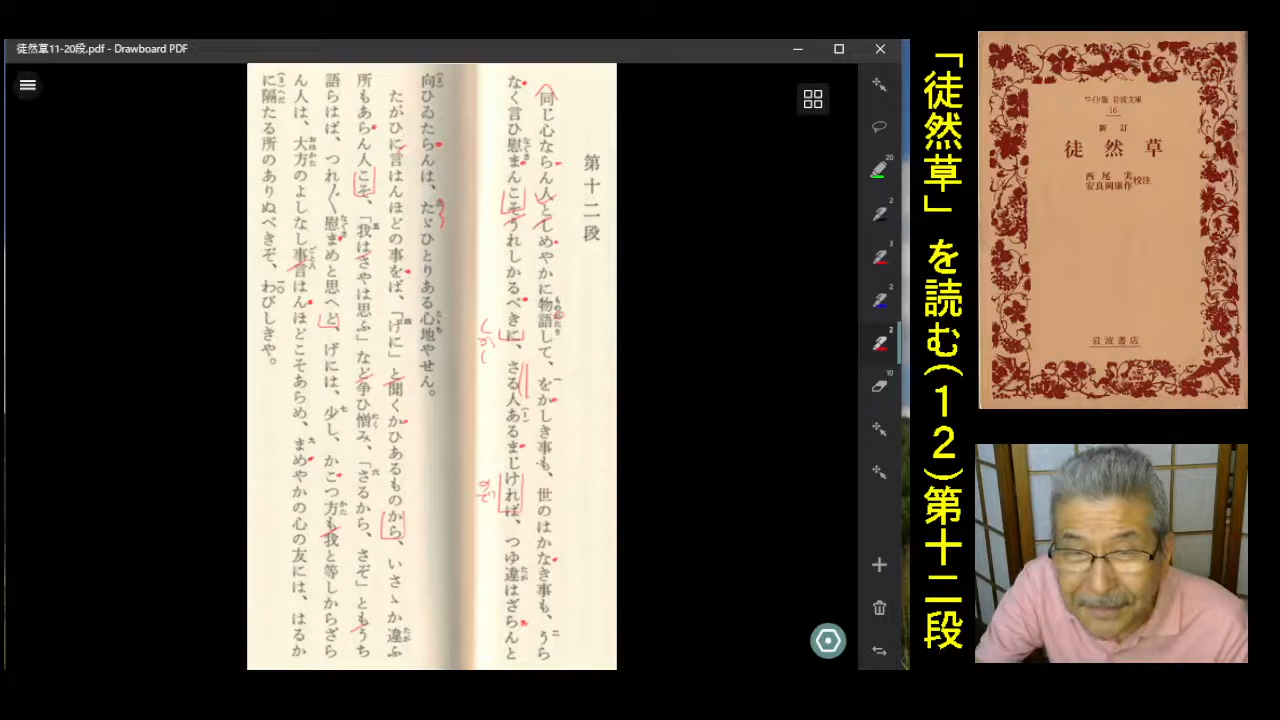 徒然草11-20段.pdf - Drawboard PDF
第十二段
同じ心ならん人としめやかに物語して、をかしき事も、世のはかなき事も、うら
なく言ひ慰まんこそうれしかるべきに、さる人あるまじければ、つゆ違はざらんと
向ひゐたらんは、たゞひとりある心地やせん。
たがひに言はんほどの事をば、「げに」と聞くかひあるものから、いさゝか違ふ
所もあらん人こそ、「我はさやは思ふ」など争ひ憎み、「さるから、さぞ」ともうち
語らはば、つれ〴〵慰まめと思へど、げには、少し、かこつ方も我と等しからざら
ん人は、大方のよしなし事言はんほどこそあらめ、まめやかの心の友には、はるか
に隔たる所のありぬべきぞ、わびしきや。
しかし
ので
20
2
3
2
2
10
「徒然草」を読む(12)第十二段
ワイド版 岩波文庫
16
新訂
徒然草
西尾 実
安良岡康作 校注
岩波書店